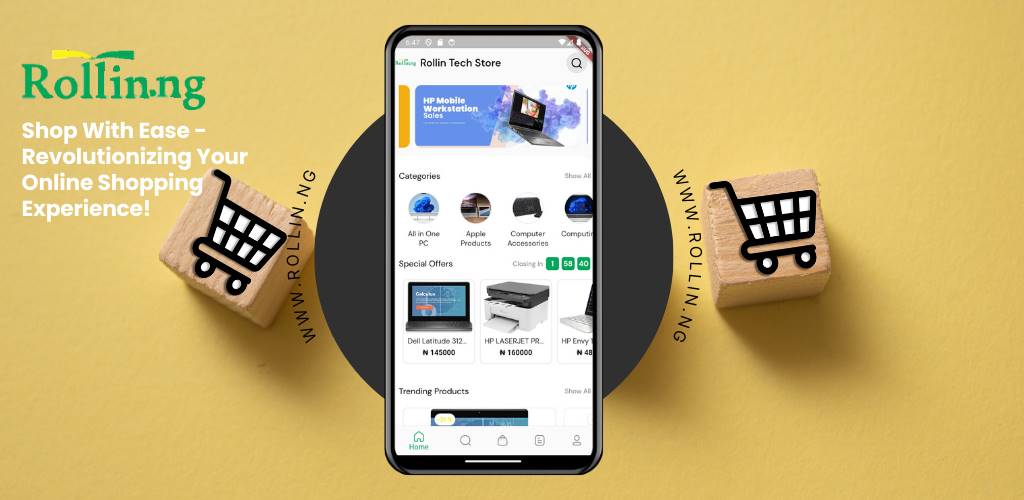 Rollin.ng
Shop With Ease -
Revolutionizing Your
Online Shopping
Experience!
WWW.ROLLIN.NG
5:47
Rollin.ng
Rollin Tech Store
HP Mobile
Workstation
Sales
Categories
Show All
All in One
PC
Apple
Products
Computer
Accessories
Computin
Special Offers
Closing In
1
58
40
Dell Latitude 312...
₦ 145000
HP LASERJET PR...
₦ 160000
HP Envy
₦ 48
Trending Products
Show All
Home
WWW.ROLLIN.NG